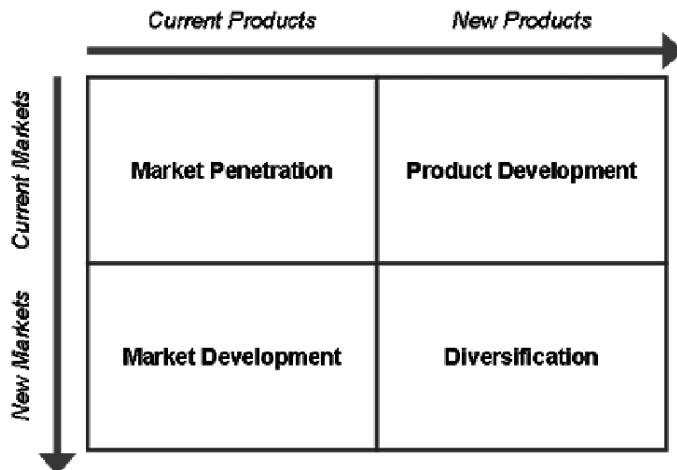 Current Products
New Products
Current Markets
Market Penetration
Product Development
New Markets
Market Development
Diversification